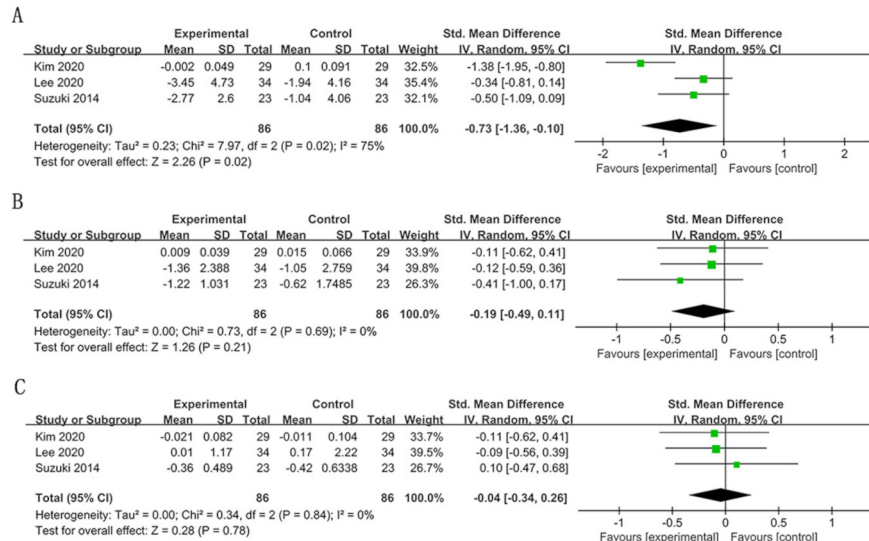 A
Experimental Control Std. Mean Difference Std. Mean Difference
Study or Subgroup Mean SD Total Mean SD Total Weight IV, Random, 95% CI IV, Random, 95% CI
Kim 2020 -0.002 0.049 29 0.1 0.091 29 32.5% -1.38 [-1.95, -0.80]
Lee 2020 -3.45 4.73 34 -1.94 4.16 34 35.4% -0.34 [-0.81, 0.14]
Suzuki 2014 -2.77 2.6 23 -1.04 4.06 23 32.1% -0.50 [-1.09, 0.09]
Total (95% CI) 86 86 100.0% -0.73 [-1.36, -0.10]
Heterogeneity: Tau² = 0.23; Chi² = 7.97, df = 2 (P = 0.02); I² = 75%
Test for overall effect: Z = 2.26 (P = 0.02)
-2 -1 0 1 2
Favours [experimental] Favours [control]
B
Experimental Control Std. Mean Difference Std. Mean Difference
Study or Subgroup Mean SD Total Mean SD Total Weight IV, Random, 95% CI IV, Random, 95% CI
Kim 2020 0.009 0.039 29 0.015 0.066 29 33.9% -0.11 [-0.62, 0.41]
Lee 2020 -1.36 2.388 34 -1.05 2.759 34 39.8% -0.12 [-0.59, 0.36]
Suzuki 2014 -1.22 1.031 23 -0.62 1.7485 23 26.3% -0.41 [-1.00, 0.17]
Total (95% CI) 86 86 100.0% -0.19 [-0.49, 0.11]
Heterogeneity: Tau² = 0.00; Chi² = 0.73, df = 2 (P = 0.69); I² = 0%
Test for overall effect: Z = 1.26 (P = 0.21)
-1 -0.5 0 0.5 1
Favours [experimental] Favours [control]
C
Experimental Control Std. Mean Difference Std. Mean Difference
Study or Subgroup Mean SD Total Mean SD Total Weight IV, Random, 95% CI IV, Random, 95% CI
Kim 2020 -0.021 0.082 29 -0.011 0.104 29 33.7% -0.11 [-0.62, 0.41]
Lee 2020 0.01 1.17 34 0.17 2.22 34 39.5% -0.09 [-0.56, 0.39]
Suzuki 2014 -0.36 0.489 23 -0.42 0.6338 23 26.7% 0.10 [-0.47, 0.68]
Total (95% CI) 86 86 100.0% -0.04 [-0.34, 0.26]
Heterogeneity: Tau² = 0.00; Chi² = 0.34, df = 2 (P = 0.84); I² = 0%
Test for overall effect: Z = 0.28 (P = 0.78)
-1 -0.5 0 0.5 1
Favours [experimental] Favours [control]